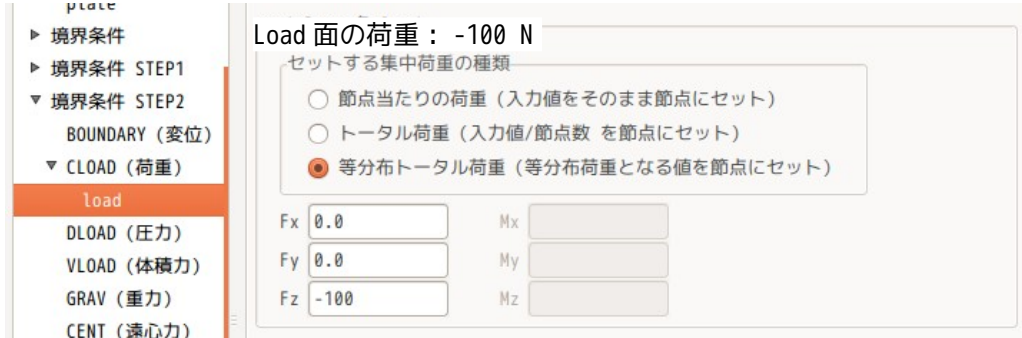 plate
境界条件
境界条件 STEP1
境界条件 STEP2
BOUNDARY (変位)
CLOAD (荷重)
load
DLOAD (圧力)
VLOAD (体積力)
GRAV (重力)
CENT (遠心力)
Load 面の荷重: -100 N
セットする集中荷重の種類
節点当たりの荷重 (入力値をそのまま節点にセット)
トータル荷重 (入力値/節点数 を節点にセット)
等分布トータル荷重 (等分布荷重となる値を節点にセット)
Fx 0.0 Mx
Fy 0.0 My
Fz -100 Mz